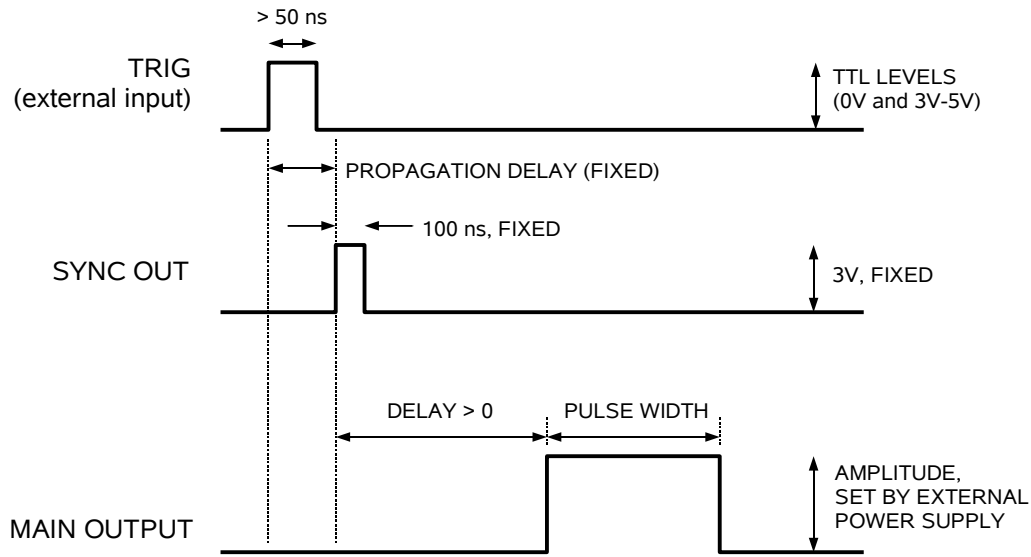 > 50 ns
TRIG
(external input)
TTL LEVELS
(0V and 3V-5V)
PROPAGATION DELAY (FIXED)
100 ns, FIXED
SYNC OUT
3V, FIXED
DELAY > 0
PULSE WIDTH
AMPLITUDE,
SET BY EXTERNAL
POWER SUPPLY
MAIN OUTPUT